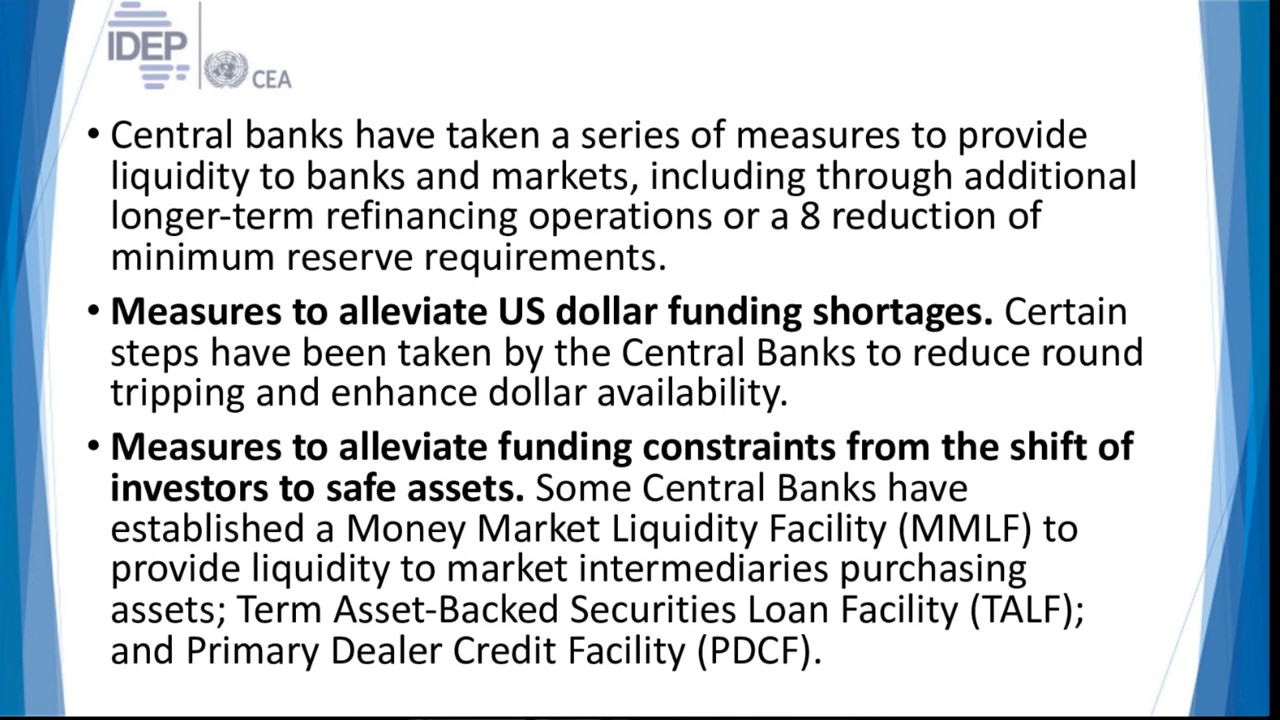 IDEP
CEA
• Central banks have taken a series of measures to provide
liquidity to banks and markets, including through additional
longer-term refinancing operations or a 8 reduction of
minimum reserve requirements.
• Measures to alleviate US dollar funding shortages. Certain
steps have been taken by the Central Banks to reduce round
tripping and enhance dollar availability.
• Measures to alleviate funding constraints from the shift of
investors to safe assets. Some Central Banks have
established a Money Market Liquidity Facility (MMLF) to
provide liquidity to market intermediaries purchasing
assets; Term Asset-Backed Securities Loan Facility (TALF);
and Primary Dealer Credit Facility (PDCF).